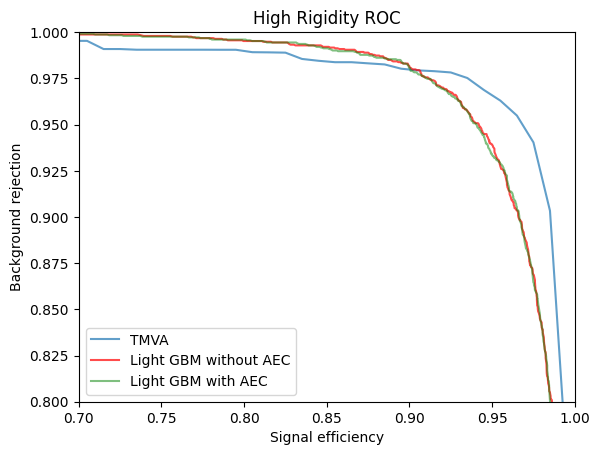 High Rigidity ROC
1.000
0.975
0.950
0.925
0.900
0.875
0.850
0.825
0.800
Background rejection
TMVA
Light GBM without AEC
Light GBM with AEC
0.70 0.75 0.80 0.85 0.90 0.95 1.00
Signal efficiency